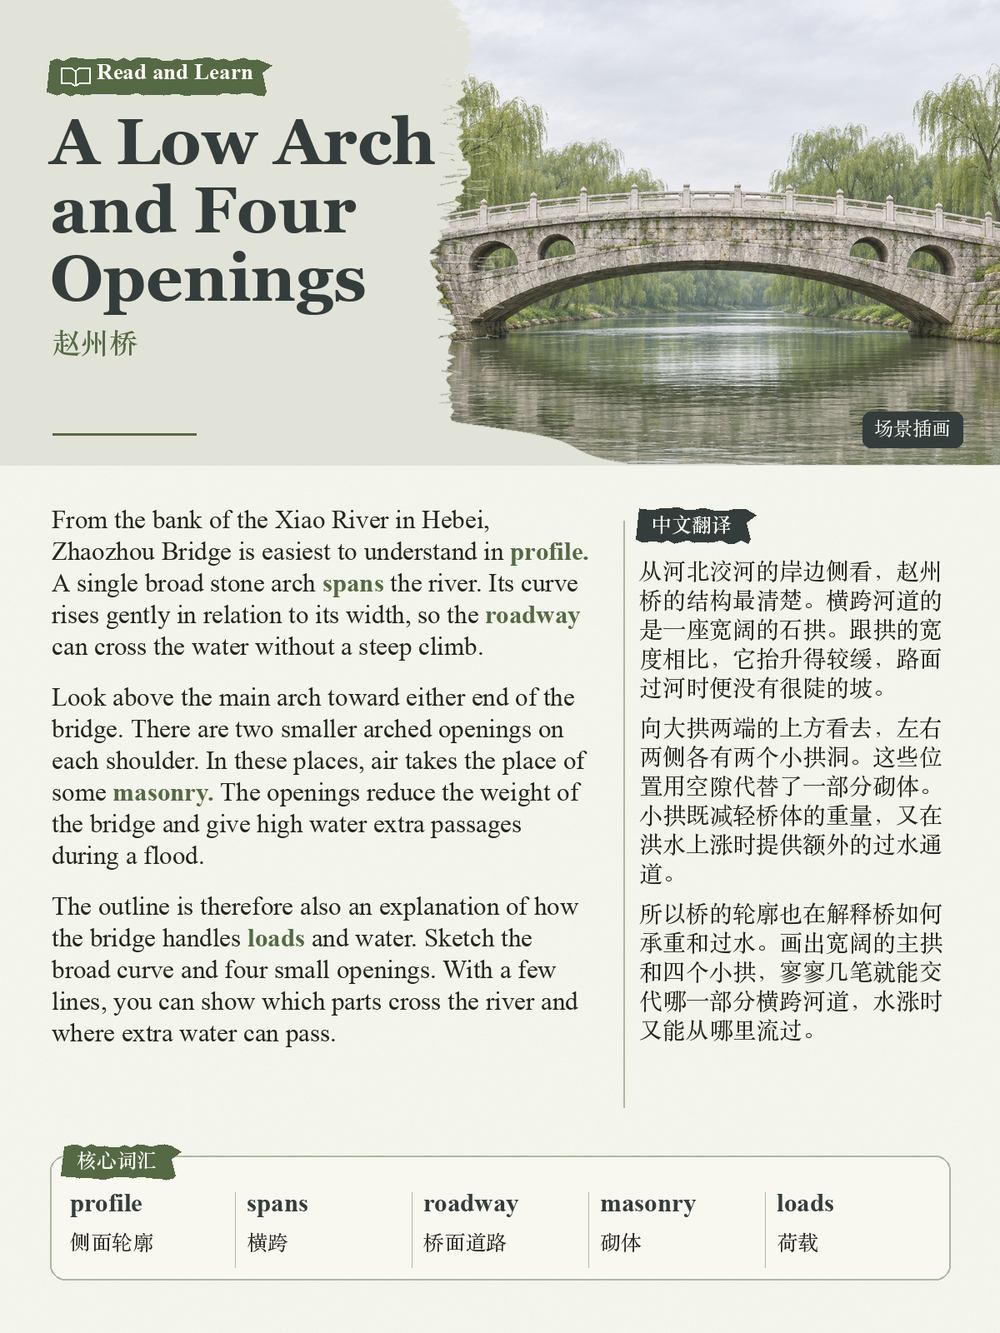 Read and Learn
A Low Arch
and Four
Openings
赵州桥
场景插画
From the bank of the Xiao River in Hebei,
Zhaozhou Bridge is easiest to understand in profile.
A single broad stone arch spans the river. Its curve
rises gently in relation to its width, so the roadway
can cross the water without a steep climb.
Look above the main arch toward either end of the
bridge. There are two smaller arched openings on
each shoulder. In these places, air takes the place of
some masonry. The openings reduce the weight of
the bridge and give high water extra passages
during a flood.
The outline is therefore also an explanation of how
the bridge handles loads and water. Sketch the
broad curve and four small openings. With a few
lines, you can show which parts cross the river and
where extra water can pass.
中文翻译
从河北洨河的岸边侧看，赵州
桥的结构最清楚。横跨河道的
是一座宽阔的石拱。跟拱的宽
度相比，它抬升得较缓，路面
过河时便没有很陡的坡。
向大拱两端的上方看去，左右
两侧各有两个小拱洞。这些位
置用空隙代替了一部分砌体。
小拱既减轻桥体的重量，又在
洪水上涨时提供额外的过水通
道。
所以桥的轮廓也在解释桥如何
承重和过水。画出宽阔的主拱
和四个小拱，寥寥几笔就能交
代哪一部分横跨河道，水涨时
又能从哪里流过。
核心词汇
profile
侧面轮廓
spans
横跨
roadway
桥面道路
masonry
砌体
loads
荷载